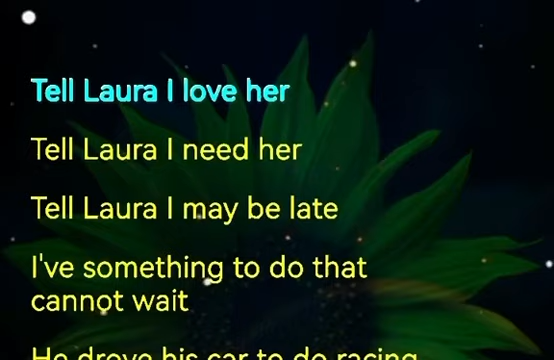 Tell Laura I love her
Tell Laura I need her
Tell Laura I may be late
I've something to do that
cannot wait
He drove his car to do racing